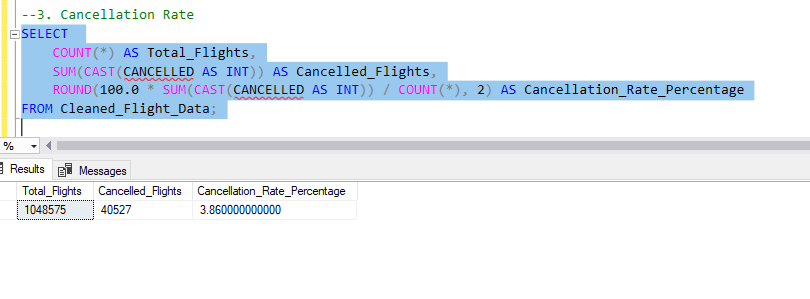 --3. Cancellation Rate
SELECT
COUNT(*) AS Total_Flights,
SUM(CAST(CANCELLED AS INT)) AS Cancelled_Flights,
ROUND(100.0 * SUM(CAST(CANCELLED AS INT)) / COUNT(*), 2) AS Cancellation_Rate_Percentage
FROM Cleaned_Flight_Data;
%
Results Messages
Total_Flights Cancelled_Flights Cancellation_Rate_Percentage
1048575 40527 3.860000000000